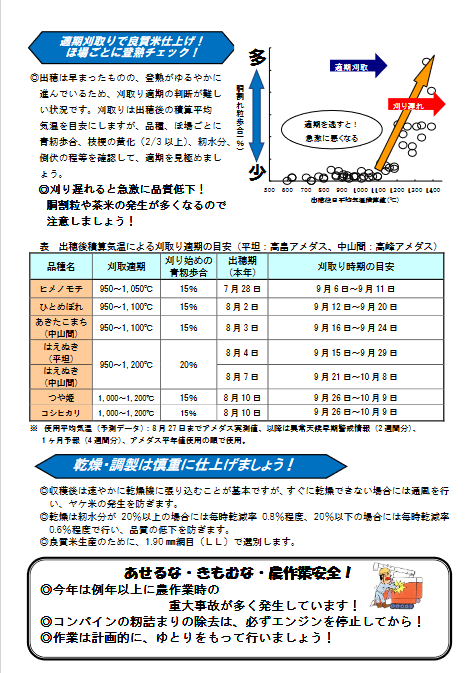 適期刈取りで良質米仕上げ！
ほ場ごとに登熟チェック！
◎出穂は早まったものの、登熟がゆるやかに
進んでいるため、刈取り適期の判断が難し
い状況です。刈取りは出穂後の積算平均
気温を目安にしますが、品種、ほ場ごとに
青籾歩合、枝梗の黄化（2/3以上）、籾水分、
倒伏の程等を確認して、適期を見極めまし
ょう。
◎刈り遅れると急激に品質低下！
胴割粒や茶米の発生が多くなるので
注意しましょう！
多
胴割れ粒歩合（％）
少
適期刈取
刈り遅れ
適期を逃すと！
急激に悪くなる
300 500 600 700 800 900 1000 1100 1200 1300 1400
出穂後日平均気温積算値(℃)
表　出穂後積算気温による刈取り適期の目安（平坦：高畠アメダス、中山間：高峰アメダス）
品種名 刈取適期 刈り始めの青籾歩合 出穂期（本年） 刈取り時期の目安
ヒメノモチ 950～1,050℃ 15% 7月28日 9月6日～9月11日
ひとめぼれ 950～1,100℃ 15% 8月2日 9月12日～9月20日
あきたこまち（中山間） 950～1,100℃ 15% 8月3日 9月16日～9月24日
はえぬき（平坦） 950～1,200℃ 20% 8月4日 9月15日～9月29日
はえぬき（中山間） 8月7日 9月21日～10月8日
つや姫 1,000～1,200℃ 15% 8月10日 9月26日～10月9日
コシヒカリ 1,000～1,200℃ 15% 8月10日 9月26日～10月9日
※ 使用平均気温（予測データ）：8月27日までアメダス実測値、以降は異常天候早期警戒情報（2週間分）、
1ヶ月予報（4週間分）、アメダス平年値使用の順で使用。
乾燥・調製は慎重に仕上げましょう！
◎収穫後は速やかに乾燥機に張り込むことが基本ですが、すぐに乾燥できない場合には通風を行
い、ヤケ米の発生を防ぎます。
◎乾燥は籾水分が 20％以上の場合には毎時乾減率 0.8％程度、20％以下の場合には毎時乾減率
0.6％程度で行い、品質の低下を防ぎます。
◎良質米生産のために、1.90㎜網目（ＬＬ）で選別します。
あせるな・きもむな・農作業安全！
◎今年は例年以上に農作業時の
重大事故が多く発生しています！
◎コンバインの籾詰まりの除去は、必ずエンジンを停止してから！
◎作業は計画的に、ゆとりをもって行いましょう！